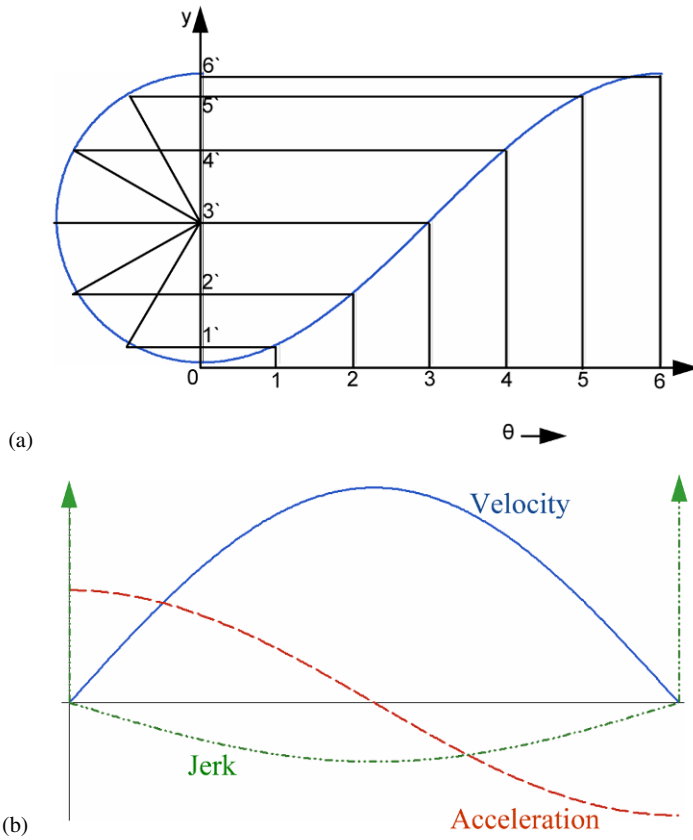 y
6`
5`
4`
3`
2`
1`
0 1 2 3 4 5 6
θ
(a)
Velocity
Jerk
Acceleration
(b)